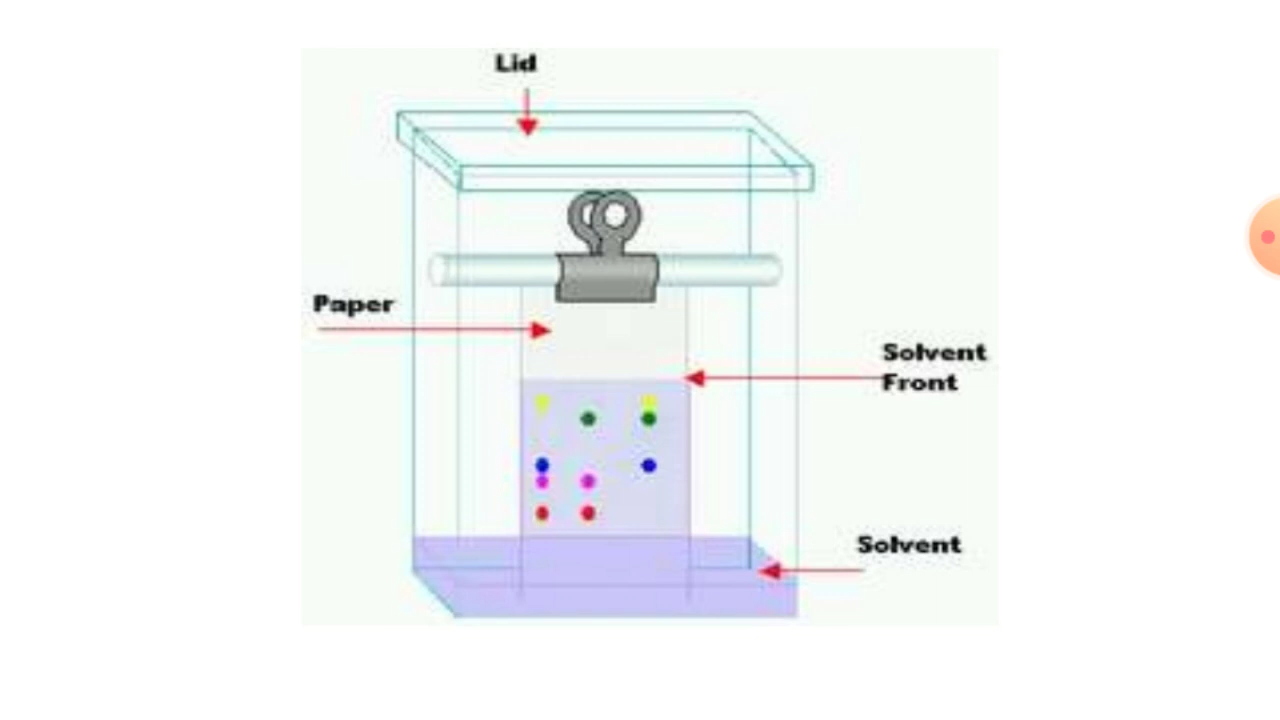 Lid
Paper
Solvent
Front
Solvent